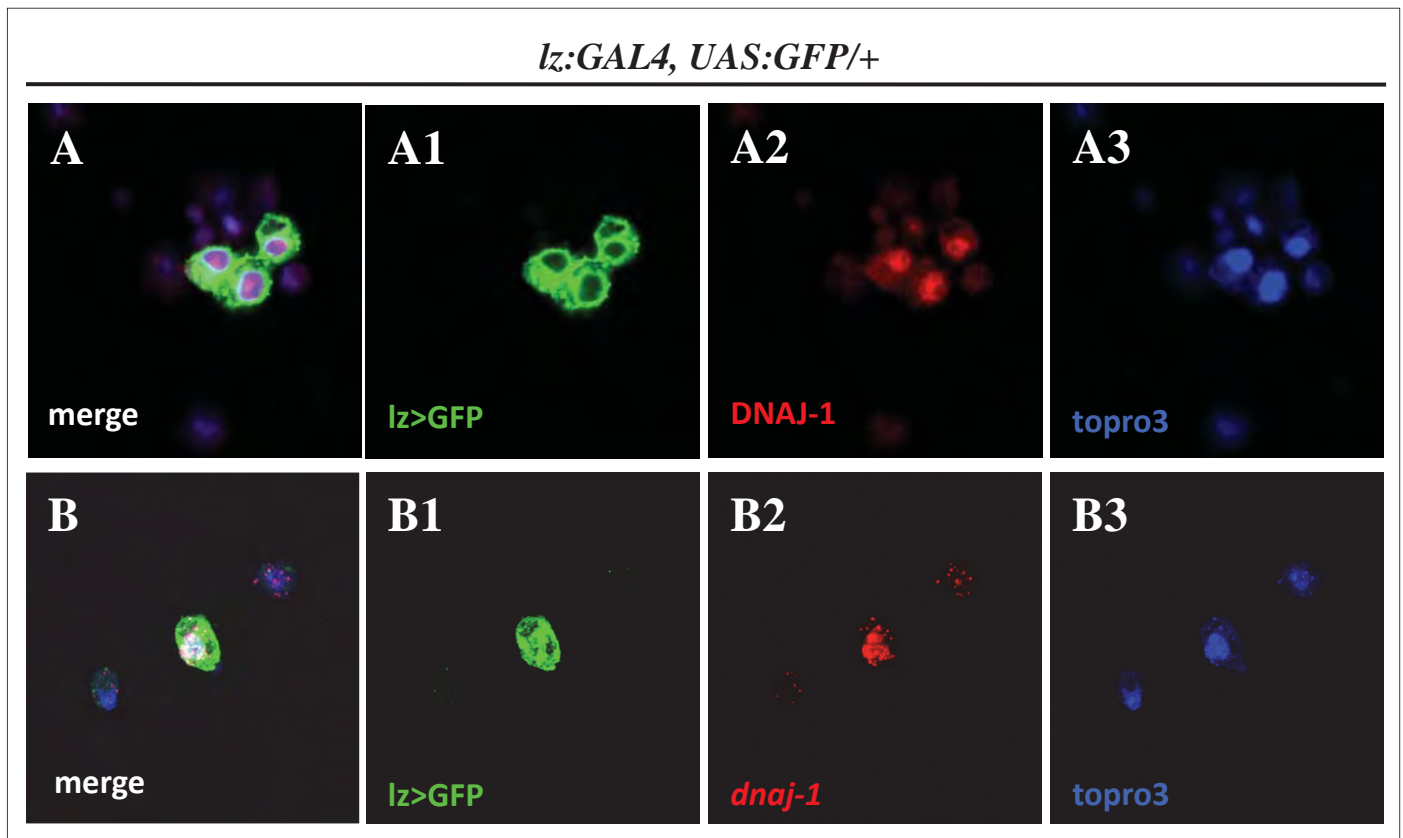 lz:GAL4, UAS:GFP/+
A
A1
A2
A3
merge
lz>GFP
DNAJ-1
topro3
B
B1
B2
B3
merge
lz>GFP
dnaj-1
topro3